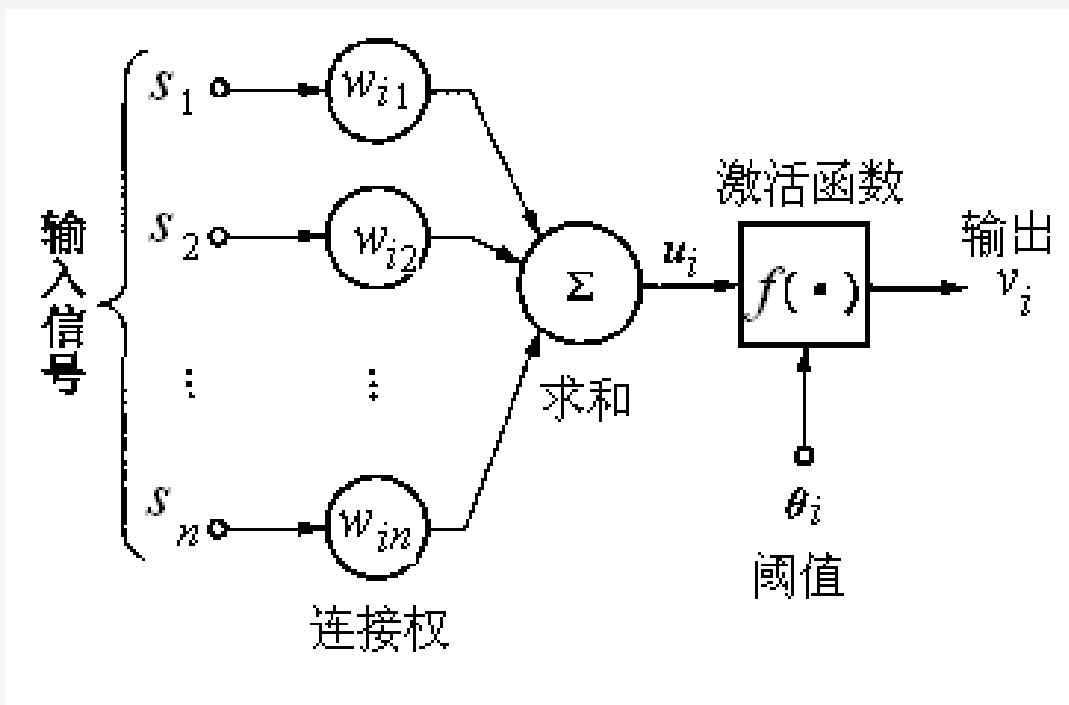 输入信号
S1
wi1
S2
wi2
⋮
⋮
Sn
win
连接权
Σ
求和
ui
激活函数
f(·)
θi
阈值
输出
vi